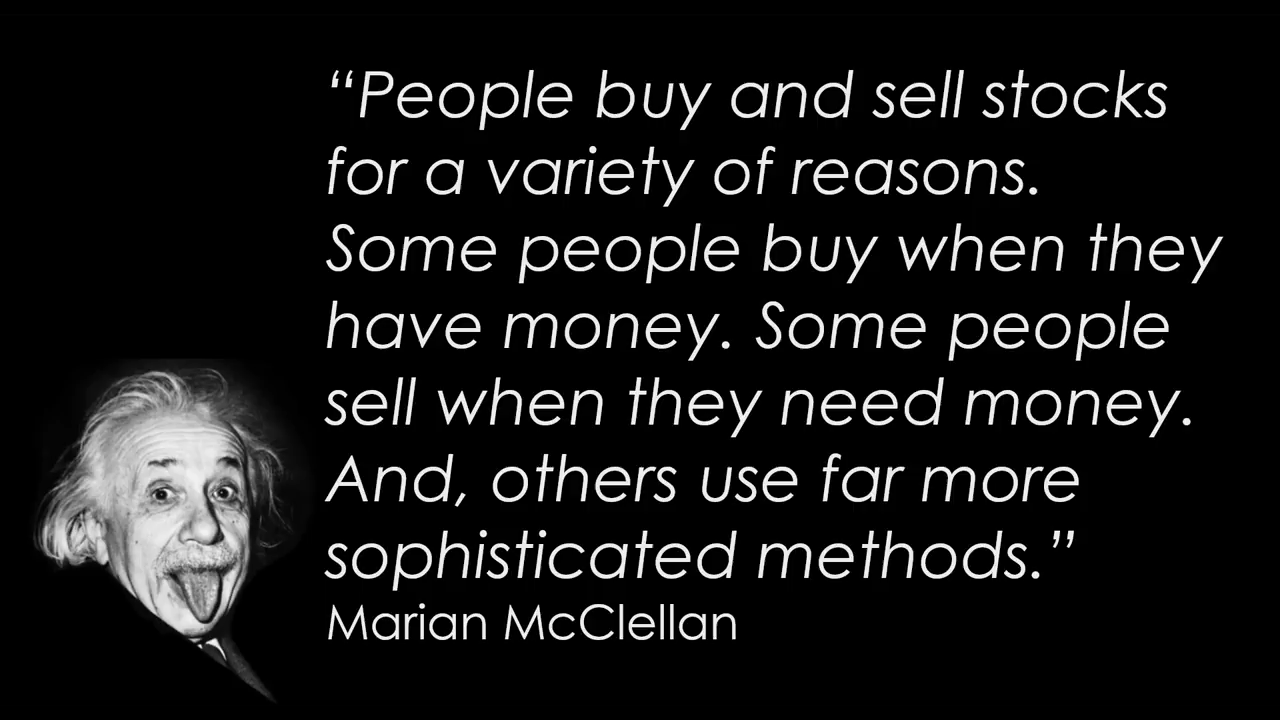 “People buy and sell stocks
for a variety of reasons.
Some people buy when they
have money. Some people
sell when they need money.
And, others use far more
sophisticated methods.”
Marian McClellan